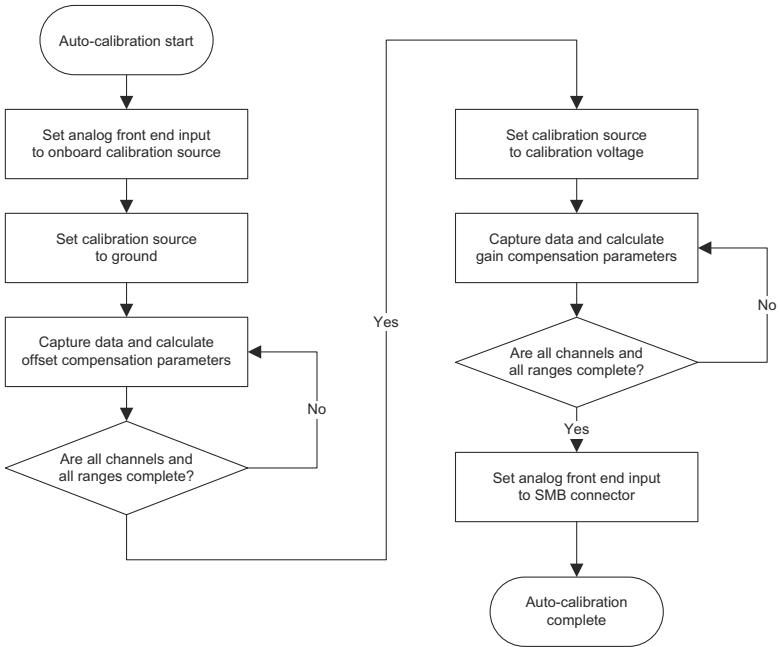 Auto-calibration start
Set analog front end input
to onboard calibration source
Set calibration source
to ground
Capture data and calculate
offset compensation parameters
No
Are all channels and
all ranges complete?
Yes
Set calibration source
to calibration voltage
Capture data and calculate
gain compensation parameters
No
Are all channels and
all ranges complete?
Yes
Set analog front end input
to SMB connector
Auto-calibration
complete